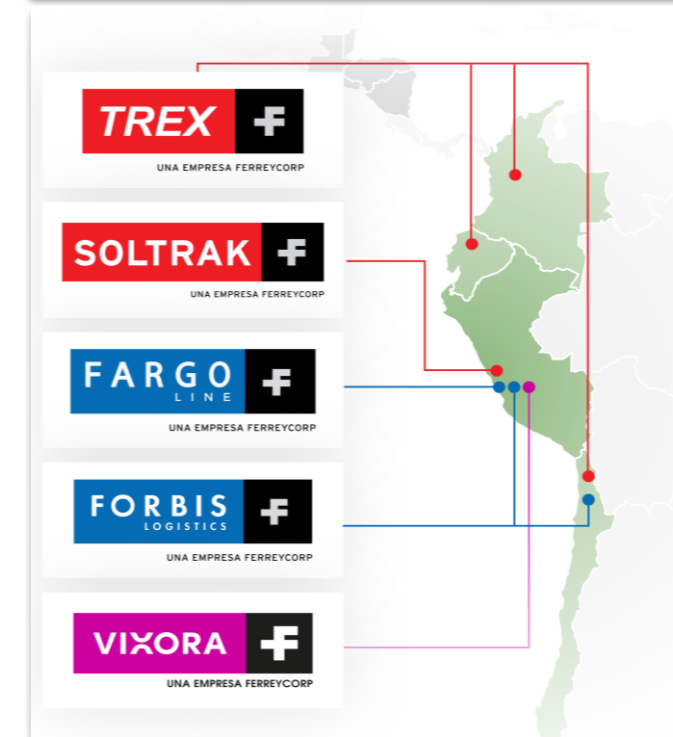 TREX
UNA EMPRESA FERREYCORP
SOLTRAK
UNA EMPRESA FERREYCORP
FARGO
LINE
UNA EMPRESA FERREYCORP
FORBIS
LOGISTICS
UNA EMPRESA FERREYCORP
VIXORA
UNA EMPRESA FERREYCORP